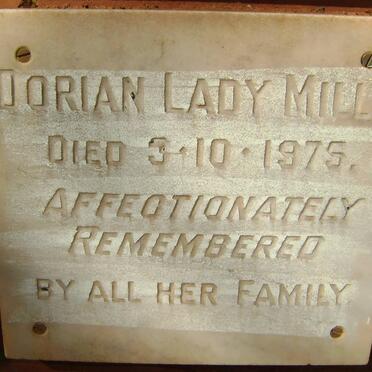 DORIAN LADY MILL
DIED 3·10·1975.
AFFECTIONATELY
REMEMBERED
BY ALL HER FAMILY